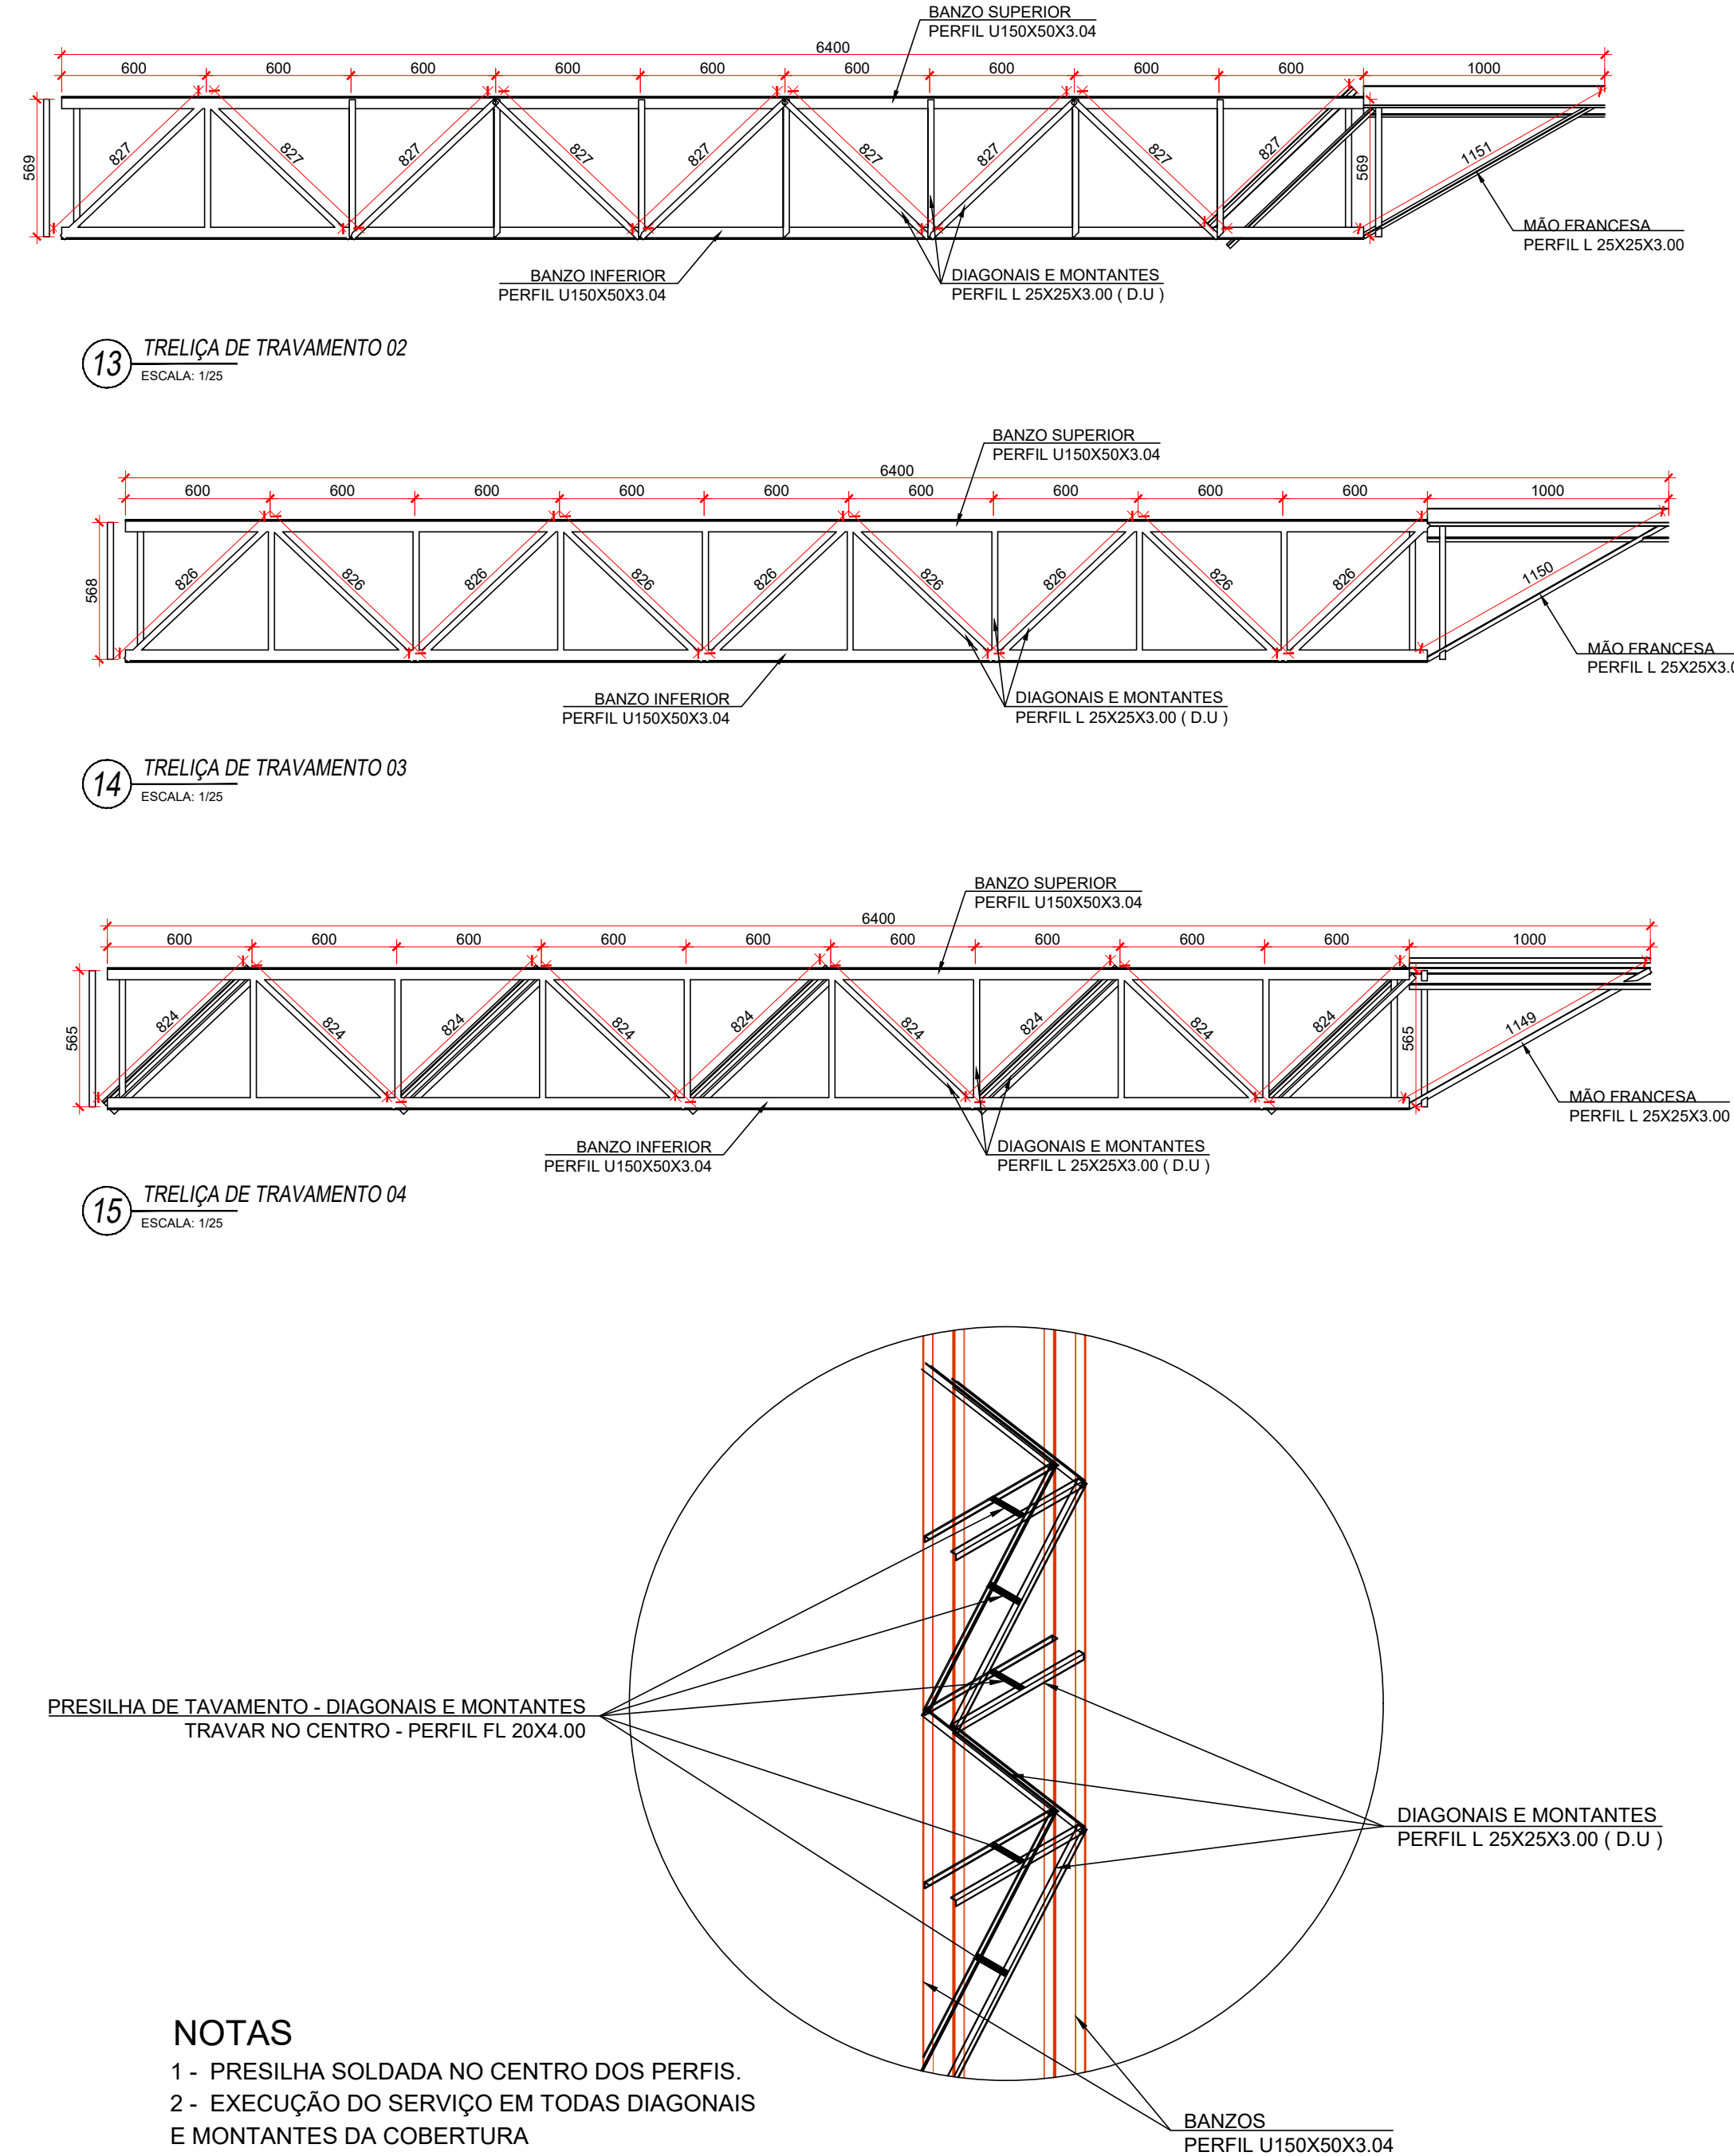 BANZO SUPERIOR
PERFIL U150X50X3.04
6400
600 600 600 600 600 600 600 600 600 1000
569
827 827 827 827 827 827 827 827 827
569
1151
MÃO FRANCESA
PERFIL L 25X25X3.00
BANZO INFERIOR
PERFIL U150X50X3.04
DIAGONAIS E MONTANTES
PERFIL L 25X25X3.00 ( D.U )
13 TRELIÇA DE TRAVAMENTO 02
ESCALA: 1/25
BANZO SUPERIOR
PERFIL U150X50X3.04
6400
600 600 600 600 600 600 600 600 600 1000
568
826 826 826 826 826 826 826 826 826
1150
MÃO FRANCESA
PERFIL L 25X25X3.0
BANZO INFERIOR
PERFIL U150X50X3.04
DIAGONAIS E MONTANTES
PERFIL L 25X25X3.00 ( D.U )
14 TRELIÇA DE TRAVAMENTO 03
ESCALA: 1/25
BANZO SUPERIOR
PERFIL U150X50X3.04
6400
600 600 600 600 600 600 600 600 600 1000
565
824 824 824 824 824 824 824 824 824
565
1149
MÃO FRANCESA
PERFIL L 25X25X3.00
BANZO INFERIOR
PERFIL U150X50X3.04
DIAGONAIS E MONTANTES
PERFIL L 25X25X3.00 ( D.U )
15 TRELIÇA DE TRAVAMENTO 04
ESCALA: 1/25
PRESILHA DE TAVAMENTO - DIAGONAIS E MONTANTES
TRAVAR NO CENTRO - PERFIL FL 20X4.00
DIAGONAIS E MONTANTES
PERFIL L 25X25X3.00 ( D.U )
NOTAS
1 - PRESILHA SOLDADA NO CENTRO DOS PERFIS.
2 - EXECUÇÃO DO SERVIÇO EM TODAS DIAGONAIS
E MONTANTES DA COBERTURA
BANZOS
PERFIL U150X50X3.04